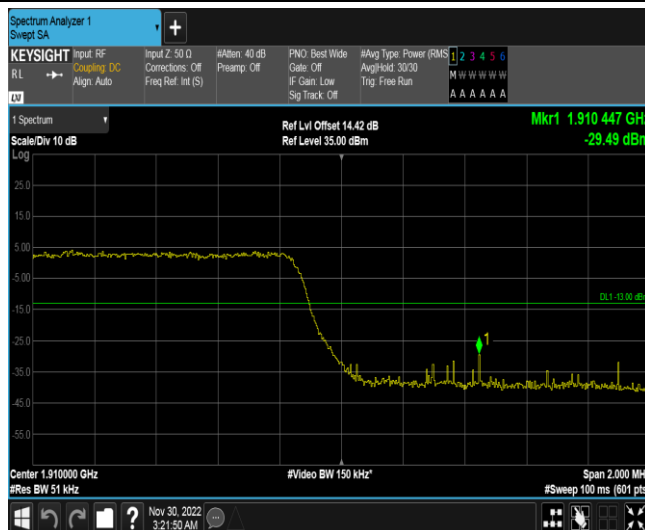 Spectrum Analyzer 1
Swept SA
KEYSIGHT
RL
LXI
Input: RF
Coupling: DC
Align: Auto
Input Z: 50 Ω
Corrections: Off
Freq Ref: Int (S)
#Atten: 40 dB
Preamp: Off
PNO: Best Wide
Gate: Off
IF Gain: Low
Sig Track: Off
#Avg Type: Power (RMS
Avg|Hold: 30/30
Trig: Free Run
1 2 3 4 5 6
M W W W W W
A A A A A A
1 Spectrum
Scale/Div 10 dB
Log
Ref Lvl Offset 14.42 dB
Ref Level 35.00 dBm
Mkr1 1.910 447 GHz
-29.49 dBm
25.0
15.0
5.00
-5.00
DL1 -13.00 dBm
-15.0
-25.0
1
-35.0
-45.0
-55.0
Center 1.910000 GHz
#Res BW 51 kHz
#Video BW 150 kHz*
Span 2.000 MH
#Sweep 100 ms (601 pts
?
Nov 30, 2022
3:21:50 AM